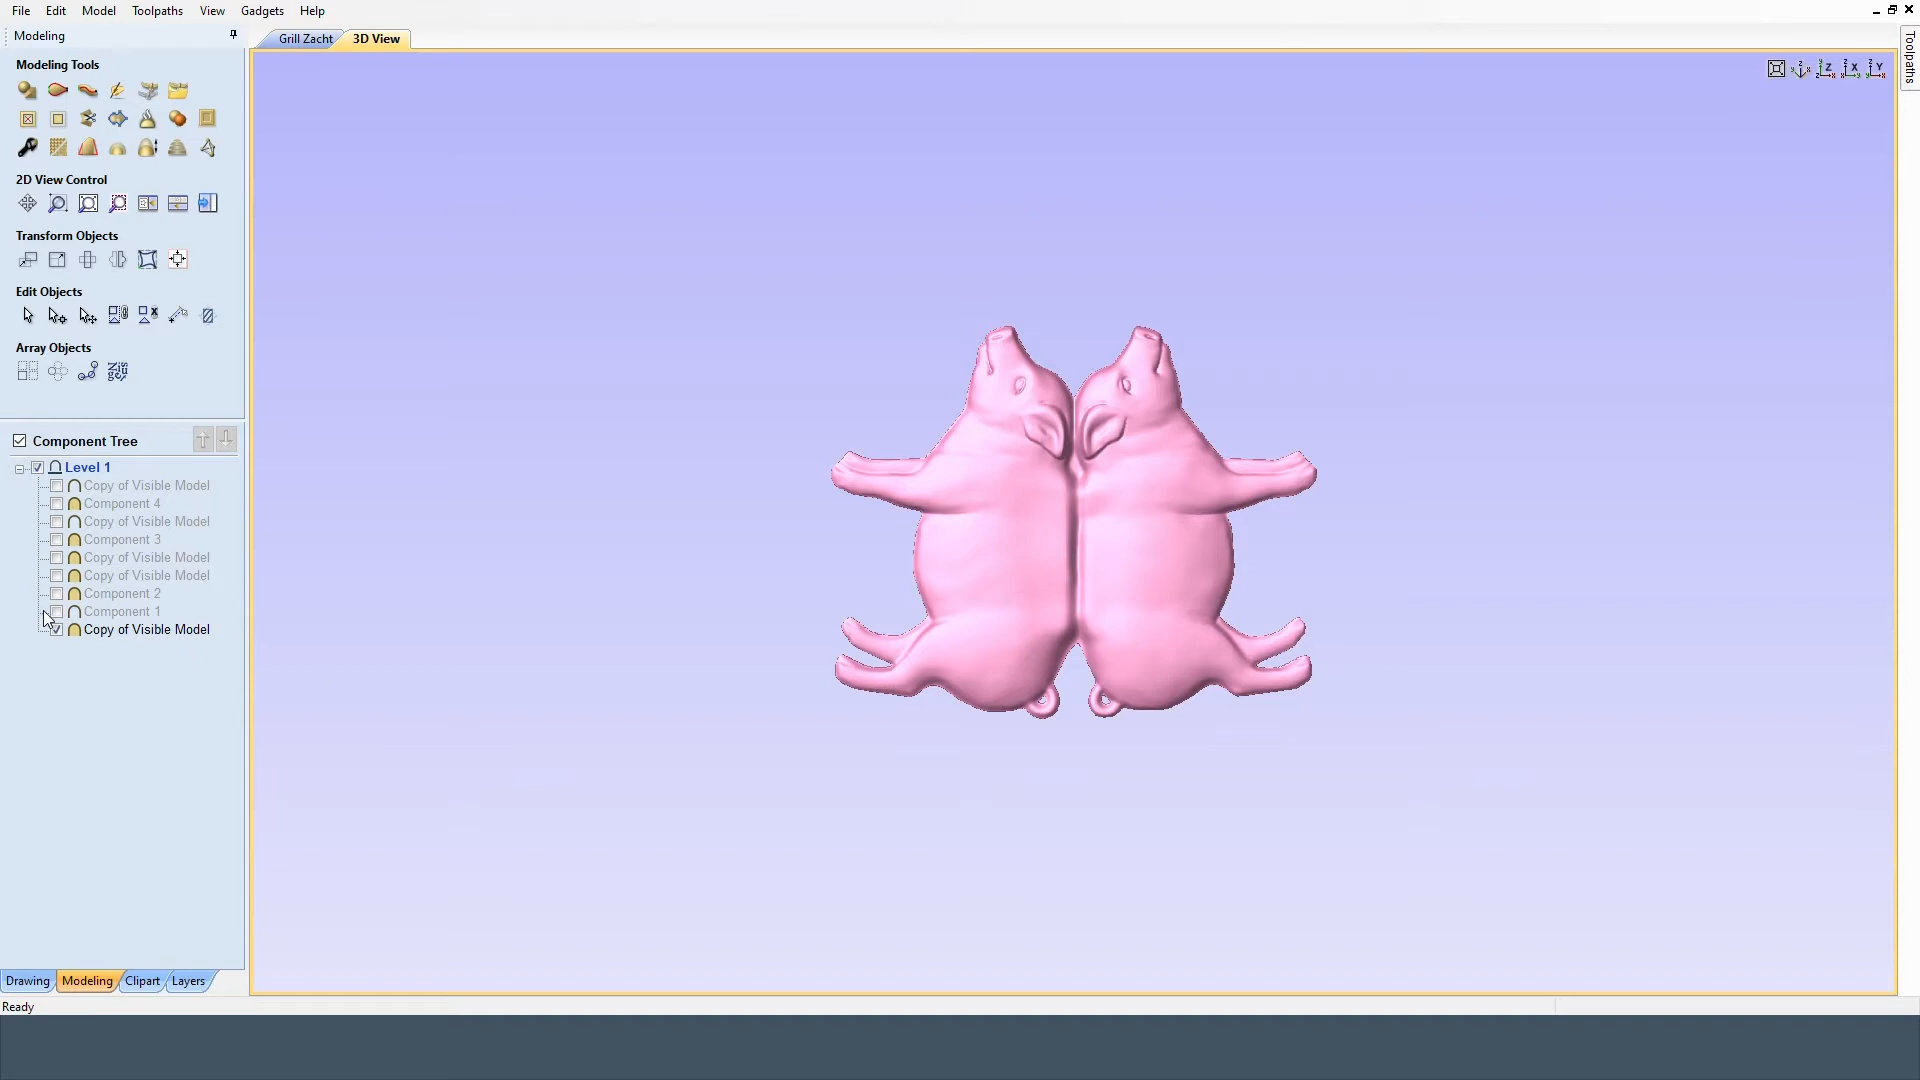 File Edit Model Toolpaths View Gadgets Help
Modeling
Grill Zacht
3D View
Toolpaths
Modeling Tools
2D View Control
Transform Objects
Edit Objects
Array Objects
Component Tree
Level 1
Copy of Visible Model
Component 4
Copy of Visible Model
Component 3
Copy of Visible Model
Copy of Visible Model
Component 2
Component 1
Copy of Visible Model
Drawing Modeling Clipart Layers
Ready